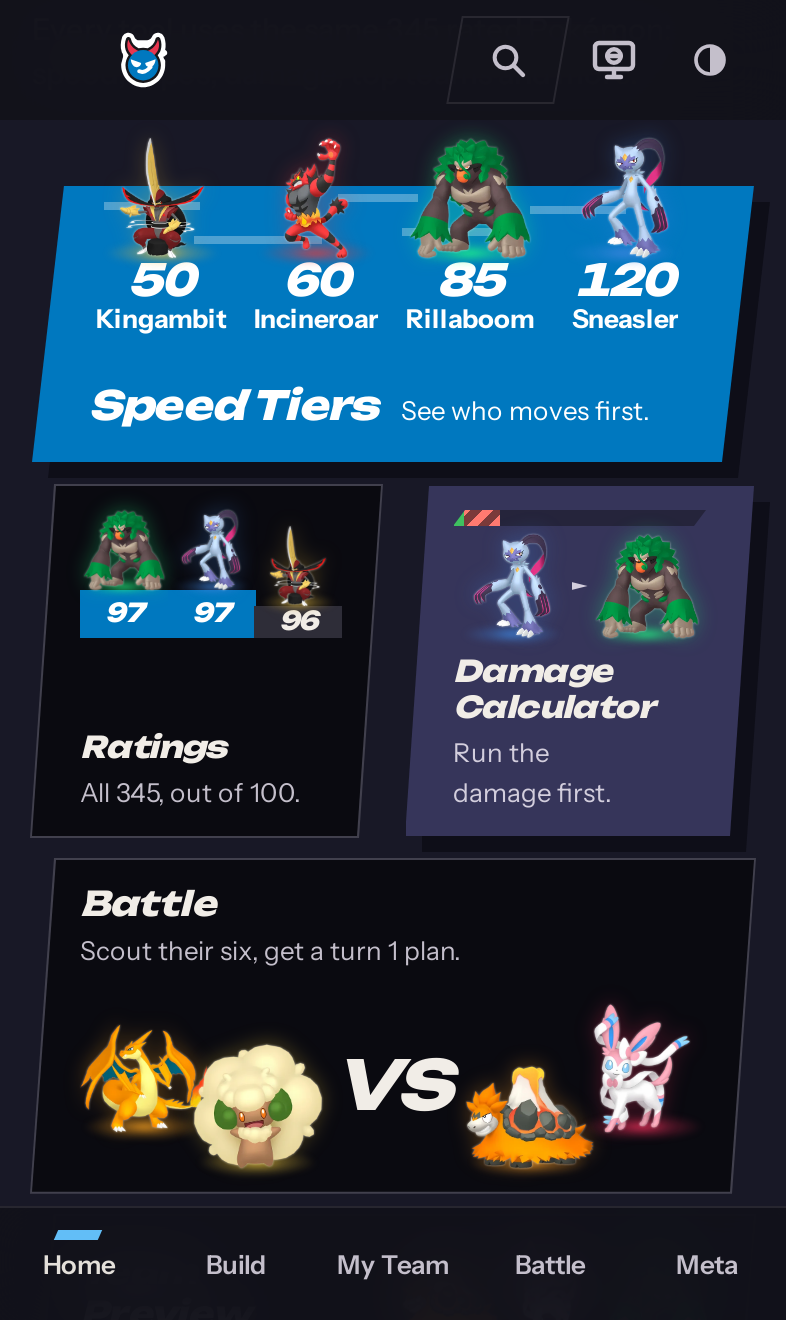 50 60 85 120
Kingambit Incineroar Rillaboom Sneasler
Speed Tiers See who moves first.
97 97 96
Ratings
All 345, out of 100.
Damage
Calculator
Run the
damage first.
Battle
Scout their six, get a turn 1 plan.
VS
Home Build My Team Battle Meta
Preview